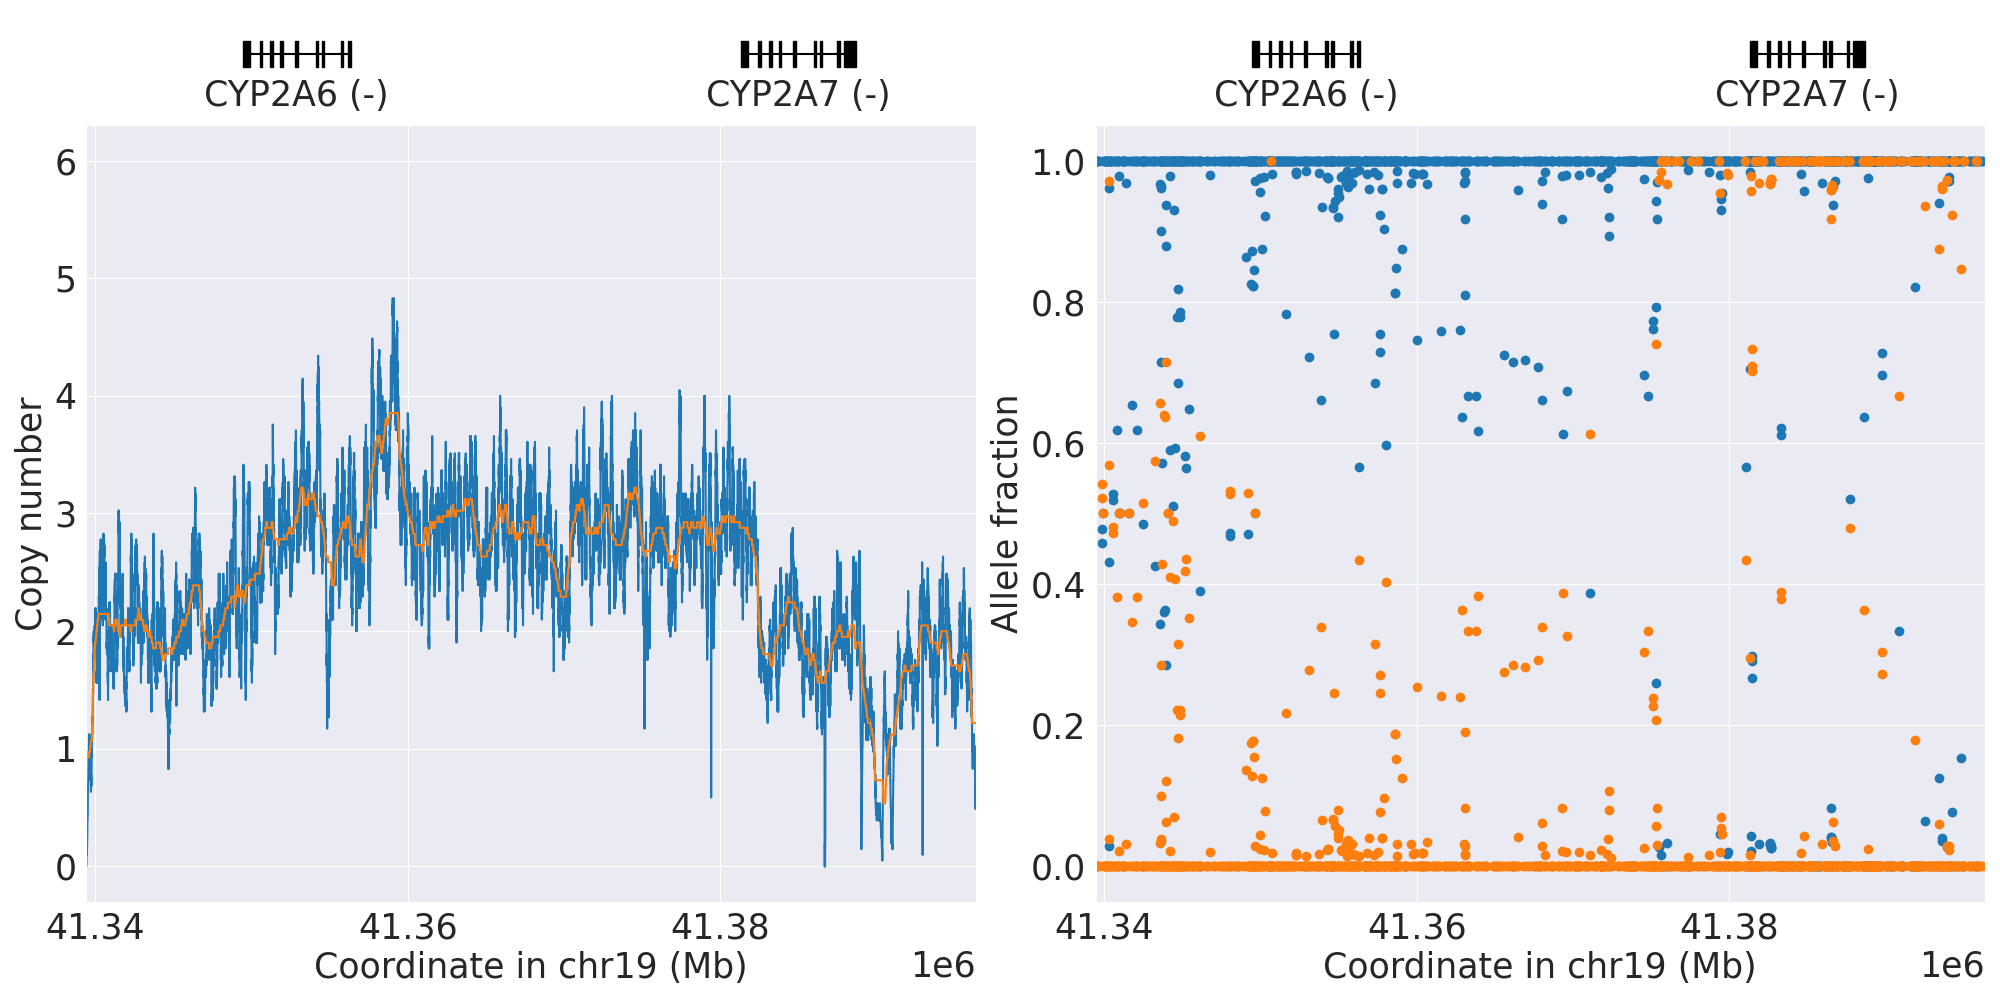 CYP2A6 (-) CYP2A7 (-)
6
5
4
3
2
1
0
Copy number
41.34 41.36 41.38
Coordinate in chr19 (Mb) 1e6
CYP2A6 (-) CYP2A7 (-)
1.0
0.8
0.6
0.4
0.2
0.0
Allele fraction
41.34 41.36 41.38
Coordinate in chr19 (Mb) 1e6